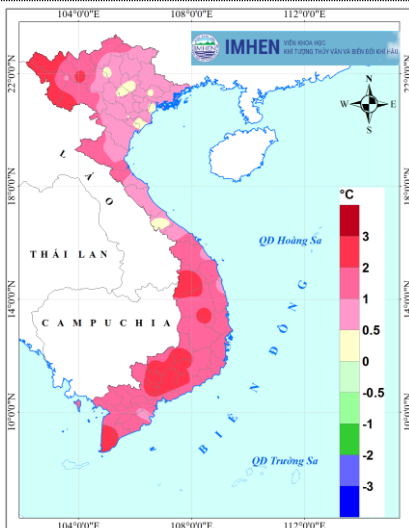 104°0'0"E 108°0'0"E 112°0'0"E
IMHEN
VIỆN KHOA HỌC
KHÍ TƯỢNG THỦY VĂN VÀ BIẾN ĐỔI KHÍ HẬU
22°0'0"N
N
W E
S
LÀO
18°0'0"N
°C
3
2
1
0.5
0
-0.5
-1
-2
-3
QĐ Hoàng Sa
THÁI LAN
14°0'0"N
CAMPUCHIA
BIỂN ĐÔNG
10°0'0"N
QĐ Trường Sa
104°0'0"E 108°0'0"E 112°0'0"E